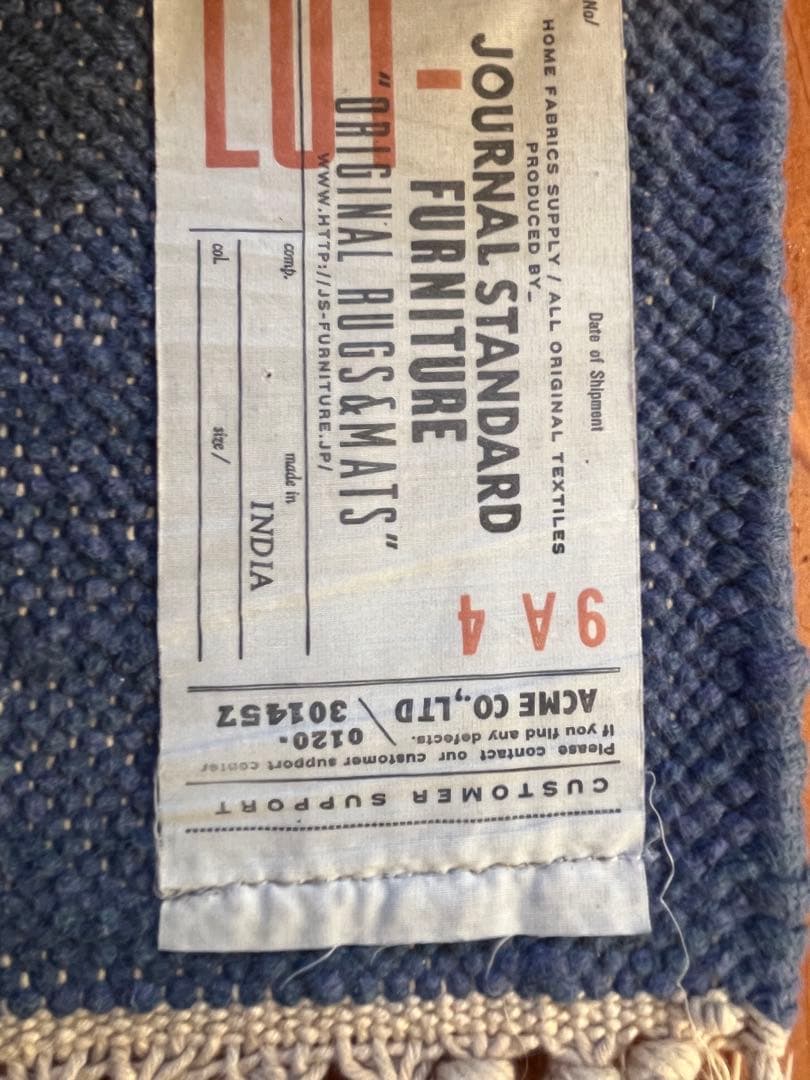 No/
Date of Shipment
HOME FABRICS SUPPLY / ALL ORIGINAL TEXTILES
PRODUCED BY_
JOURNAL STANDARD
FURNITURE
"ORIGINAL RUGS&MATS"
WWW.HTTP://JS-FURNITURE.JP/
comp.
made in
INDIA
col.
size/
9 A 4
CUSTOMER SUPPORT
Please contact our customer support center
If you find any defects.
0120-
ACME CO.,LTD / 301457